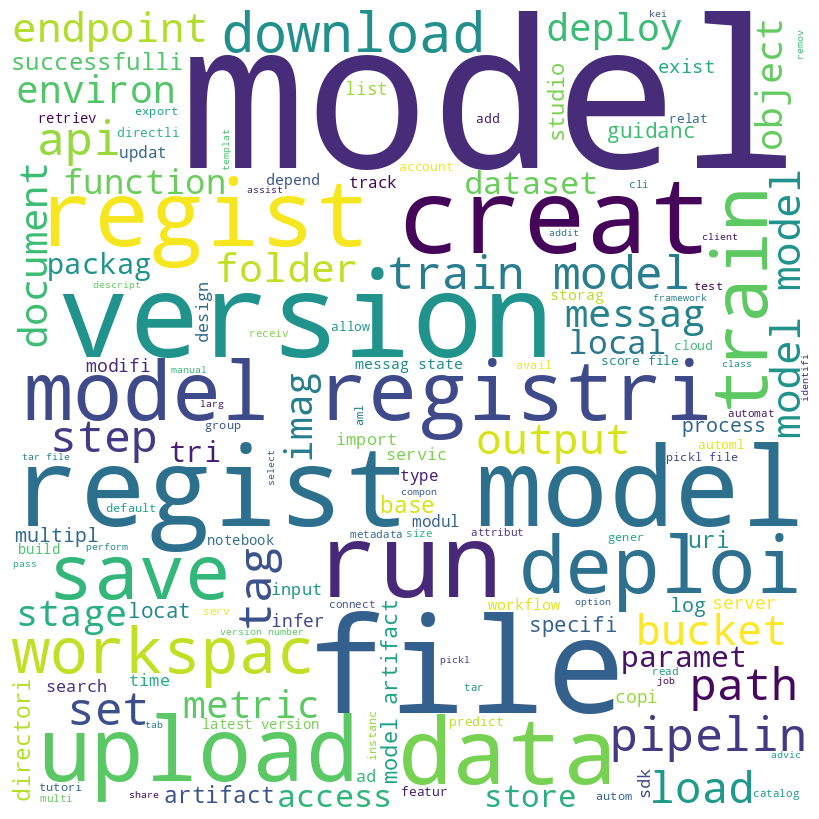 kei
endpoint
download
deploy
object
remov
model
successfulli
environ
list
studio
exist
export
retriev
add
relat
api
directli
updat
templat
guidanc
function
assist
depend
track
account
dataset
cli
document
regist
creat
addit
client
train
model model
packag
folder
train model
test
version
descript
design
receiv
allow
storag
messag
framework
local
cloud
score file
class
identifi
modifi
manual
messag state
avail
model registri
larg
imag
group
aml
automat
step
tri
import
servic
output
process
automl
tar file
select
pickl file
regist model
type
default
base
compon
multipl
notebook
modul
metadata
size
attribut
gener
uri
build
perform
pass
save
tag
run
deploi
input
connect
option
stage
locat
serv
infer
workflow
log
server
version number
model artifact
file
specifi
bucket
workspac
pickl
paramet
search
time
tar
read
job
path
directori
set
metric
copi
tab
latest version
instanc
predict
upload
data
pipelin
advic
tutori
multi
share
artifact
access
ad
featur
store
autom
sdk
load
catalog